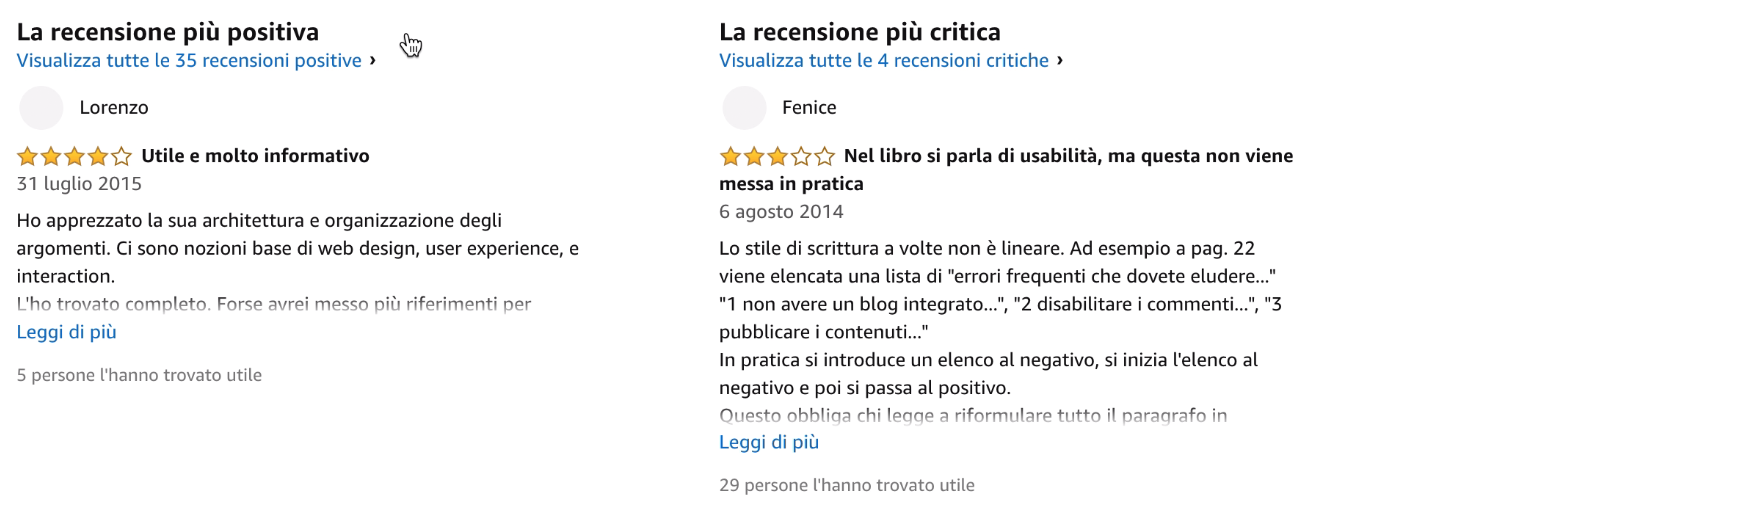 La recensione più positiva
Visualizza tutte le 35 recensioni positive ›
Lorenzo
Utile e molto informativo
31 luglio 2015
Ho apprezzato la sua architettura e organizzazione degli
argomenti. Ci sono nozioni base di web design, user experience, e
interaction.
L'ho trovato completo. Forse avrei messo più riferimenti per
Leggi di più
5 persone l'hanno trovato utile
La recensione più critica
Visualizza tutte le 4 recensioni critiche ›
Fenice
Nel libro si parla di usabilità, ma questa non viene
messa in pratica
6 agosto 2014
Lo stile di scrittura a volte non è lineare. Ad esempio a pag. 22
viene elencata una lista di "errori frequenti che dovete eludere..."
"1 non avere un blog integrato...", "2 disabilitare i commenti...", "3
pubblicare i contenuti..."
In pratica si introduce un elenco al negativo, si inizia l'elenco al
negativo e poi si passa al positivo.
Questo obbliga chi legge a riformulare tutto il paragrafo in
Leggi di più
29 persone l'hanno trovato utile